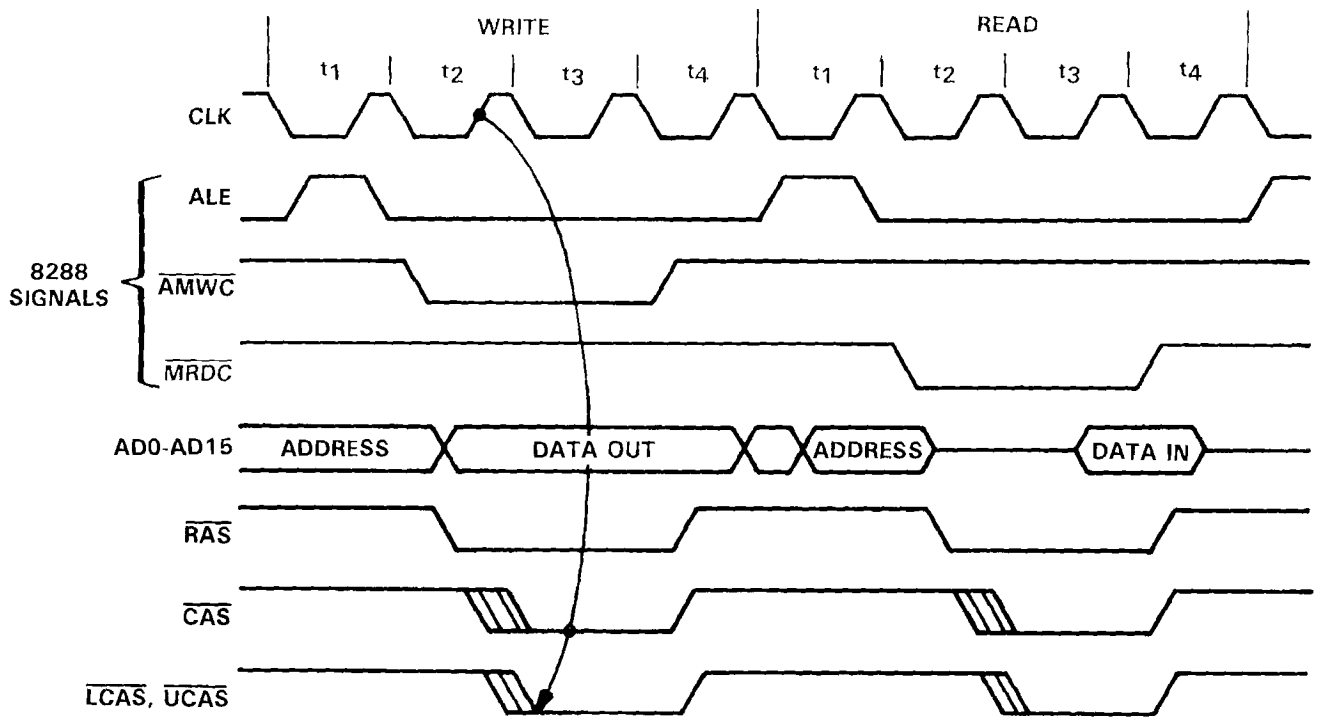 WRITE READ
t1 t2 t3 t4 t1 t2 t3 t4
CLK
ALE
8288
SIGNALS
AMWC
MRDC
AD0-AD15 ADDRESS DATA OUT ADDRESS DATA IN
RAS
CAS
LCAS, UCAS